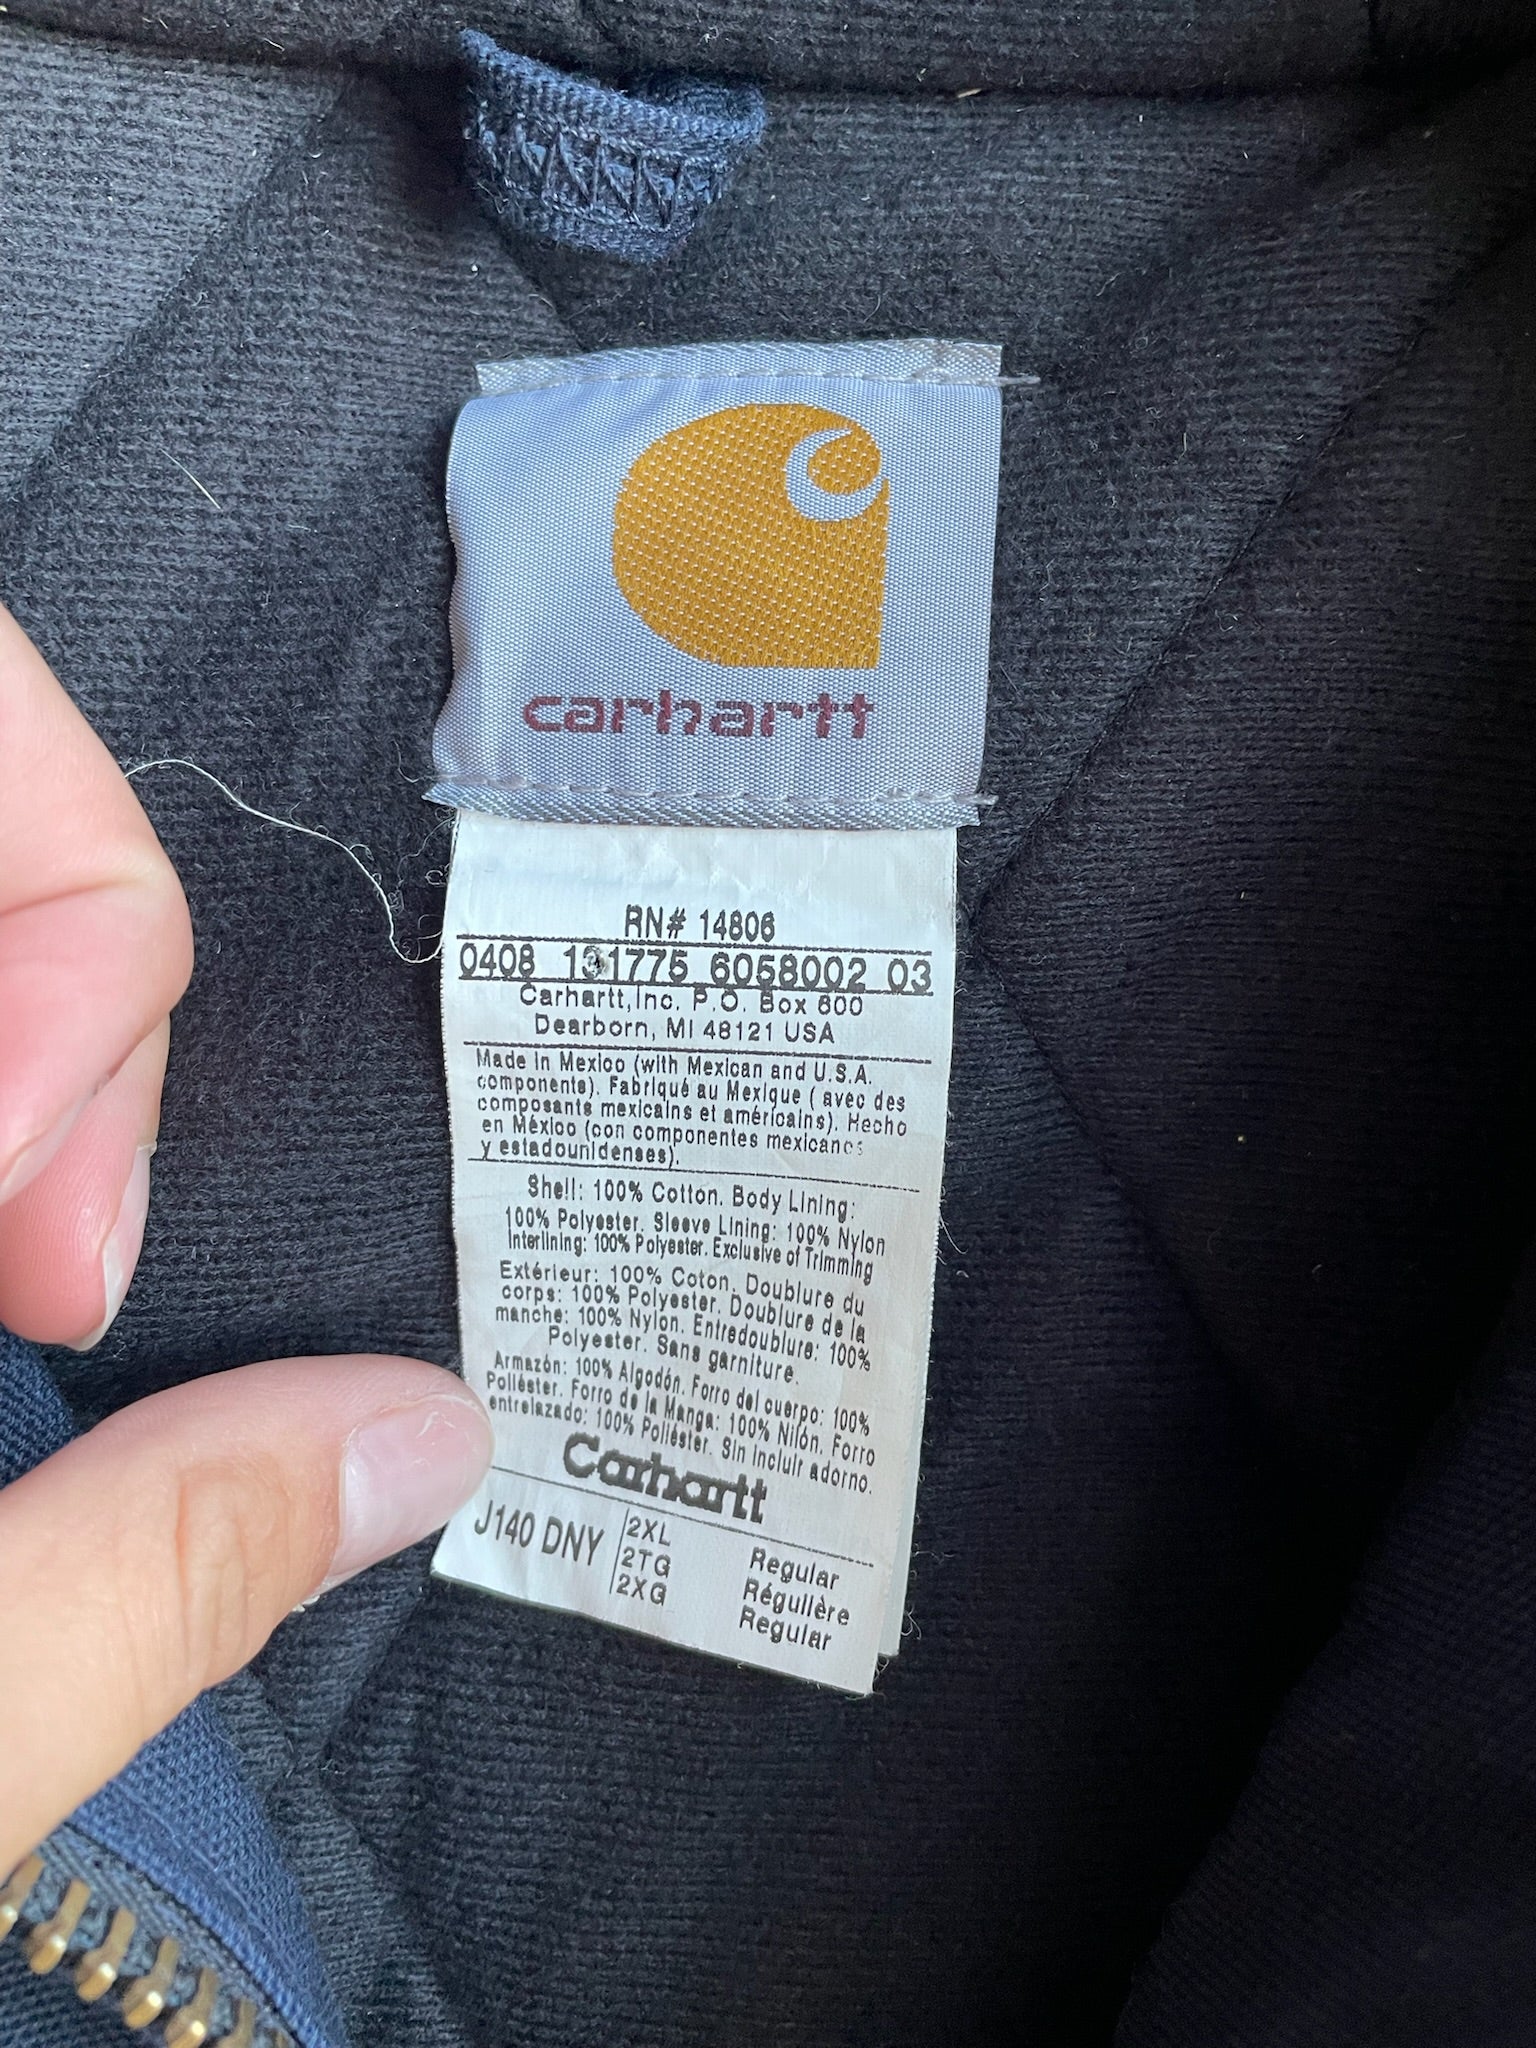 carhartt
RN# 14806
0408 131775 6058002 03
Carhartt, Inc. P.O. Box 600
Dearborn, MI 48121 USA
Made in Mexico (with Mexican and U.S.A.
components). Fabriqué au Mexique ( avec des
composants mexicains et américains). Hecho
en México (con componentes mexicanos
y estadounidenses).
Shell: 100% Cotton. Body Lining:
100% Polyester. Sleeve Lining: 100% Nylon
Interlining: 100% Polyester. Exclusive of Trimming
Extérieur: 100% Coton. Doublure du
corps: 100% Polyester. Doublure de la
manche: 100% Nylon. Entredoublure: 100%
Polyester. Sans garniture.
Armazón: 100% Algodón. Forro del cuerpo: 100%
Poliéster. Forro de la Manga: 100% Nilón. Forro
entrelazado: 100% Poliéster. Sin incluir adorno.
Carhartt
J140 DNY 2XL Regular
2TG Régulière
2XG Regular